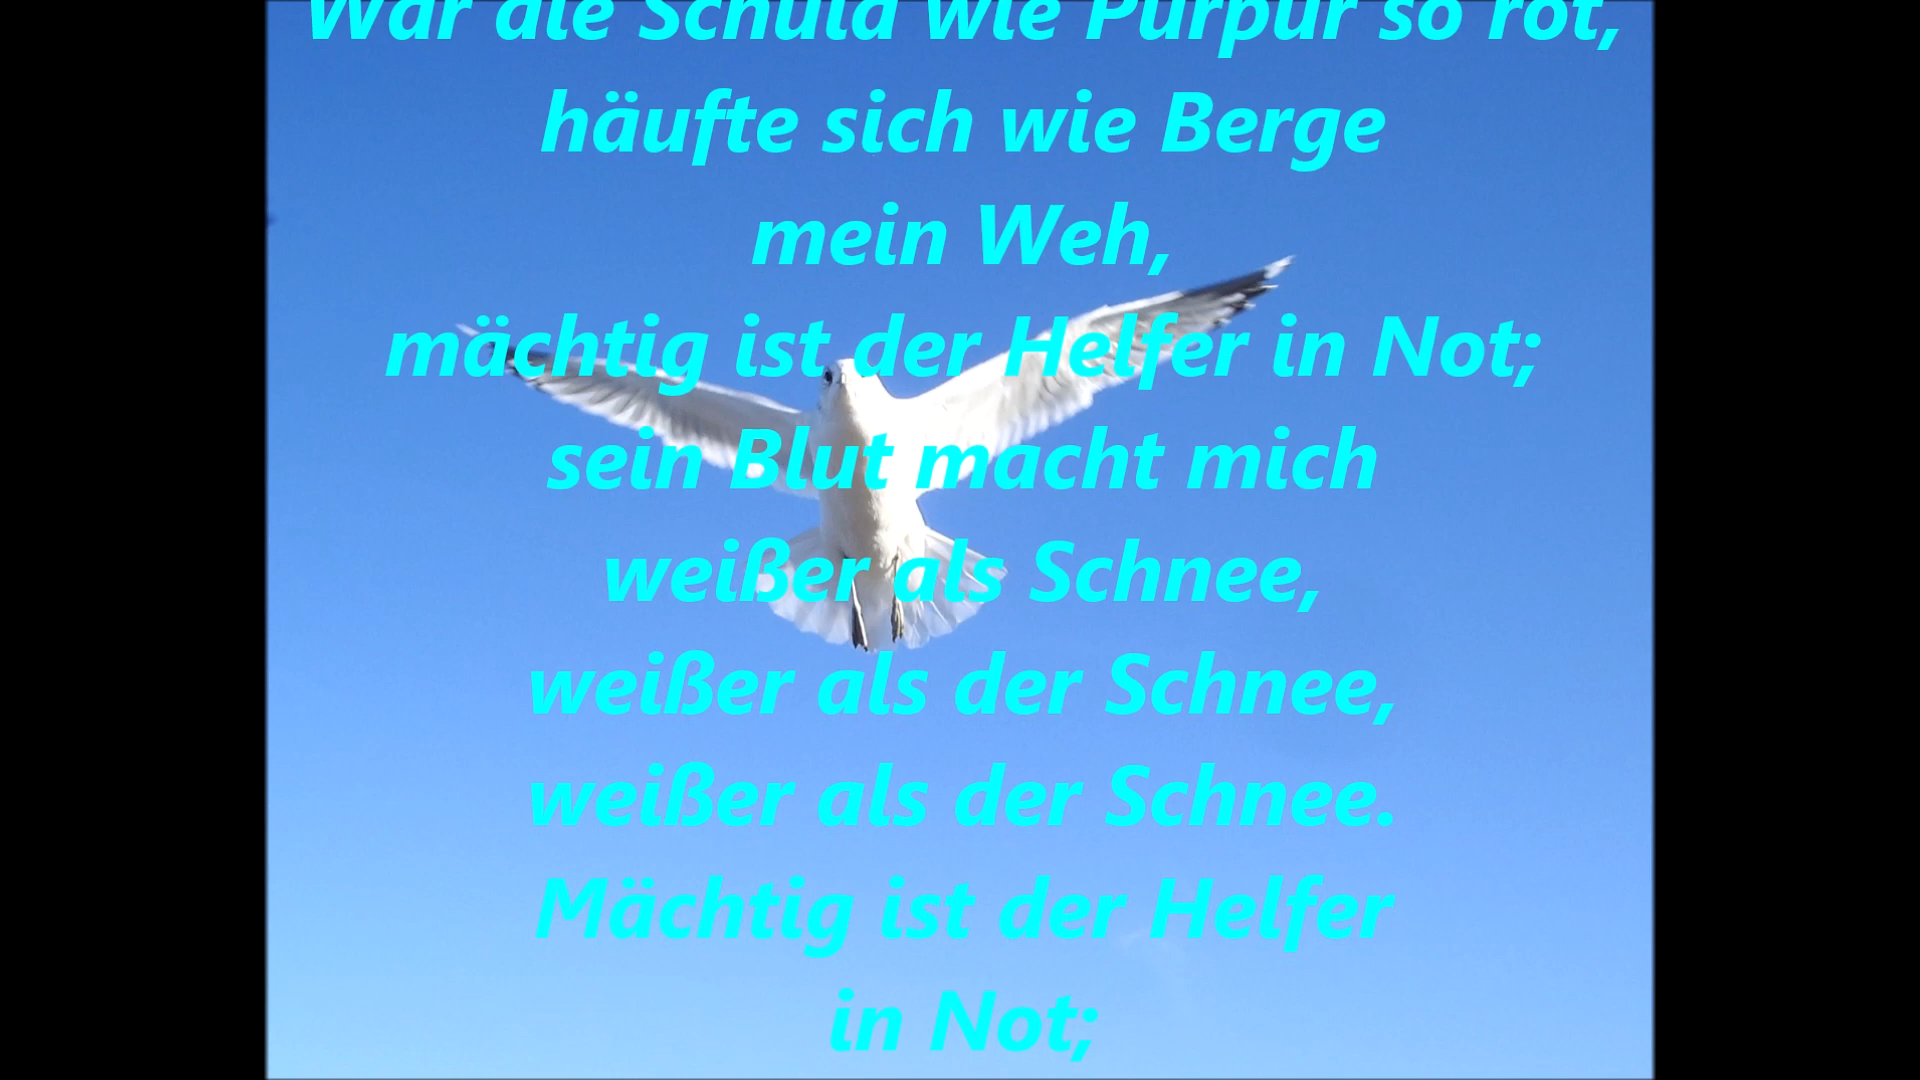 War die Schuld wie Purpur so rot,
häufte sich wie Berge
mein Weh,
mächtig ist der Helfer in Not;
sein Blut macht mich
weißer als Schnee,
weißer als der Schnee,
weißer als der Schnee.
Mächtig ist der Helfer
in Not;